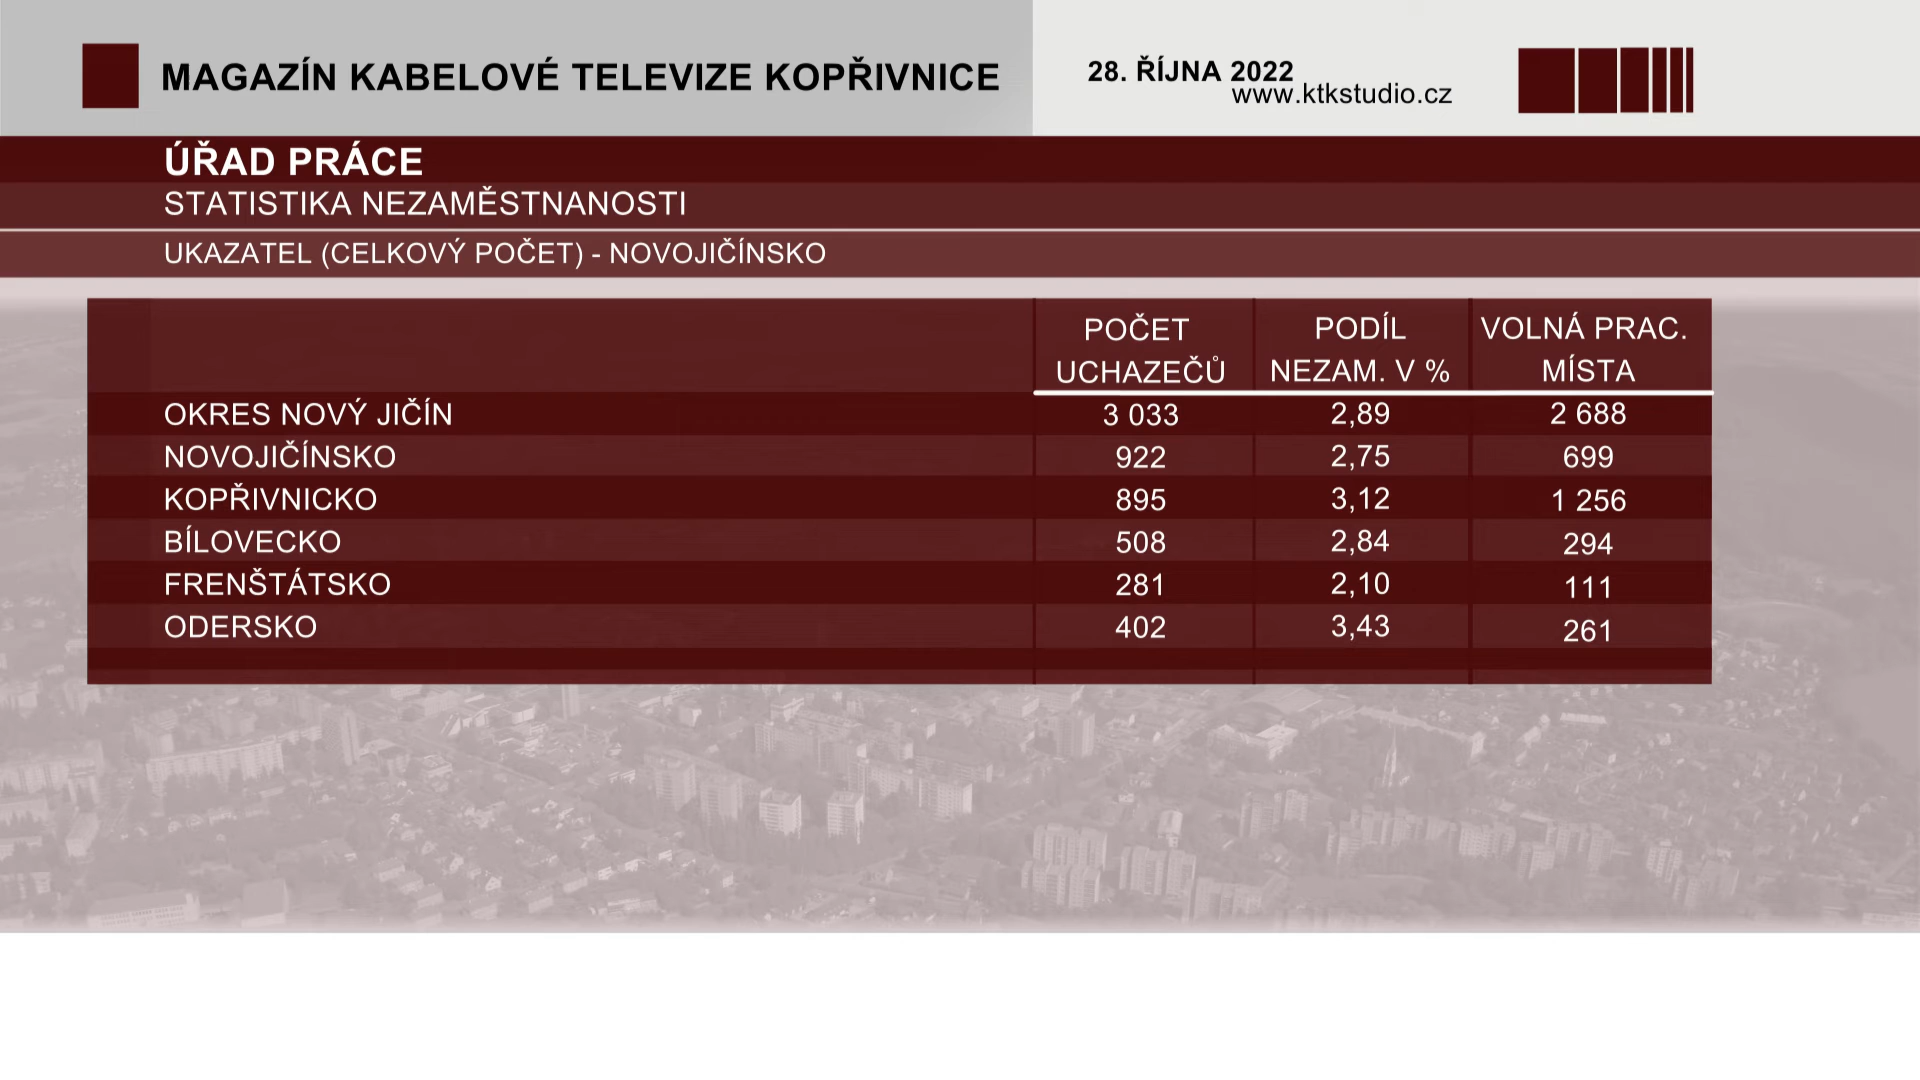 MAGAZÍN KABELOVÉ TELEVIZE KOPŘIVNICE
28. ŘÍJNA 2022
www.ktkstudio.cz
ÚŘAD PRÁCE
STATISTIKA NEZAMĚSTNANOSTI
UKAZATEL (CELKOVÝ POČET) - NOVOJIČÍNSKO
POČET UCHAZEČŮ PODÍL NEZAM. V % VOLNÁ PRAC. MÍSTA
OKRES NOVÝ JIČÍN 3 033 2,89 2 688
NOVOJIČÍNSKO 922 2,75 699
KOPŘIVNICKO 895 3,12 1 256
BÍLOVECKO 508 2,84 294
FRENŠTÁTSKO 281 2,10 111
ODERSKO 402 3,43 261